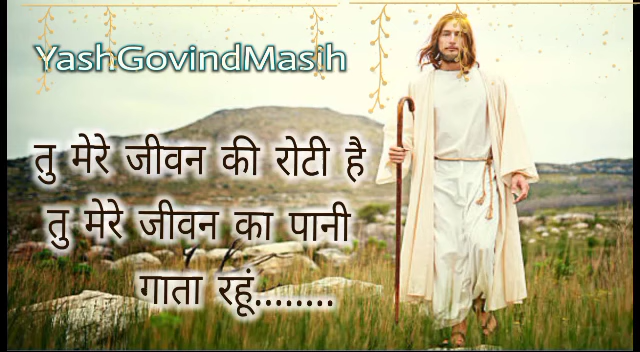 YashGovindMasih
तु मेरे जीवन की रोटी है
तु मेरे जीवन का पानी
गाता रहूं........